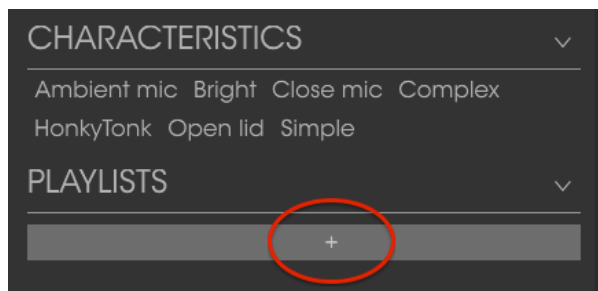 CHARACTERISTICS
Ambient mic Bright Close mic Complex
HonkyTonk Open lid Simple
PLAYLISTS
+